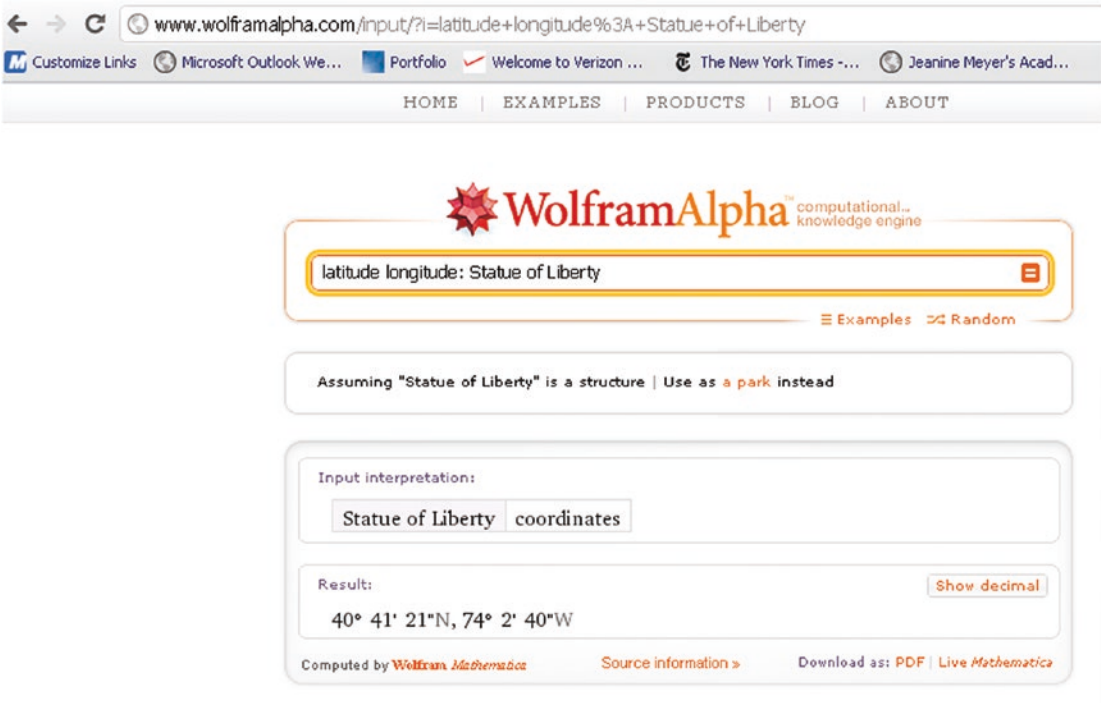 www.wolframalpha.com/input/?i=latitude+longitude%3A+Statue+of+Liberty
Customize Links Microsoft Outlook We... Portfolio Welcome to Verizon ... The New York Times -... Jeanine Meyer's Acad...
HOME | EXAMPLES | PRODUCTS | BLOG | ABOUT
WolframAlpha™ computational...
knowledge engine
latitude longitude: Statue of Liberty
Examples Random
Assuming "Statue of Liberty" is a structure | Use as a park instead
Input interpretation:
Statue of Liberty coordinates
Result: Show decimal
40° 41' 21"N, 74° 2' 40"W
Computed by Wolfram Mathematica Source information » Download as: PDF | Live Mathematica